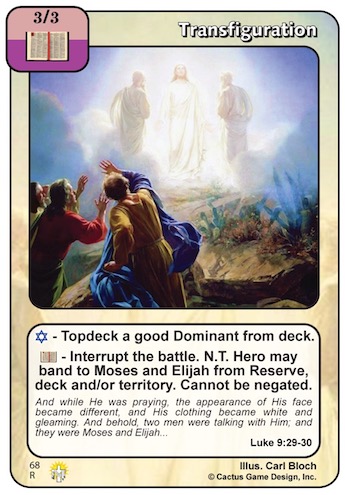 3/3
Transfiguration
- Topdeck a good Dominant from deck.
- Interrupt the battle. N.T. Hero may
band to Moses and Elijah from Reserve,
deck and/or territory. Cannot be negated.
And while He was praying, the appearance of His face
became different, and His clothing became white and
gleaming. And behold, two men were talking with Him; and
they were Moses and Elijah...
Luke 9:29-30
68
R
Illus. Carl Bloch
© Cactus Game Design, Inc.